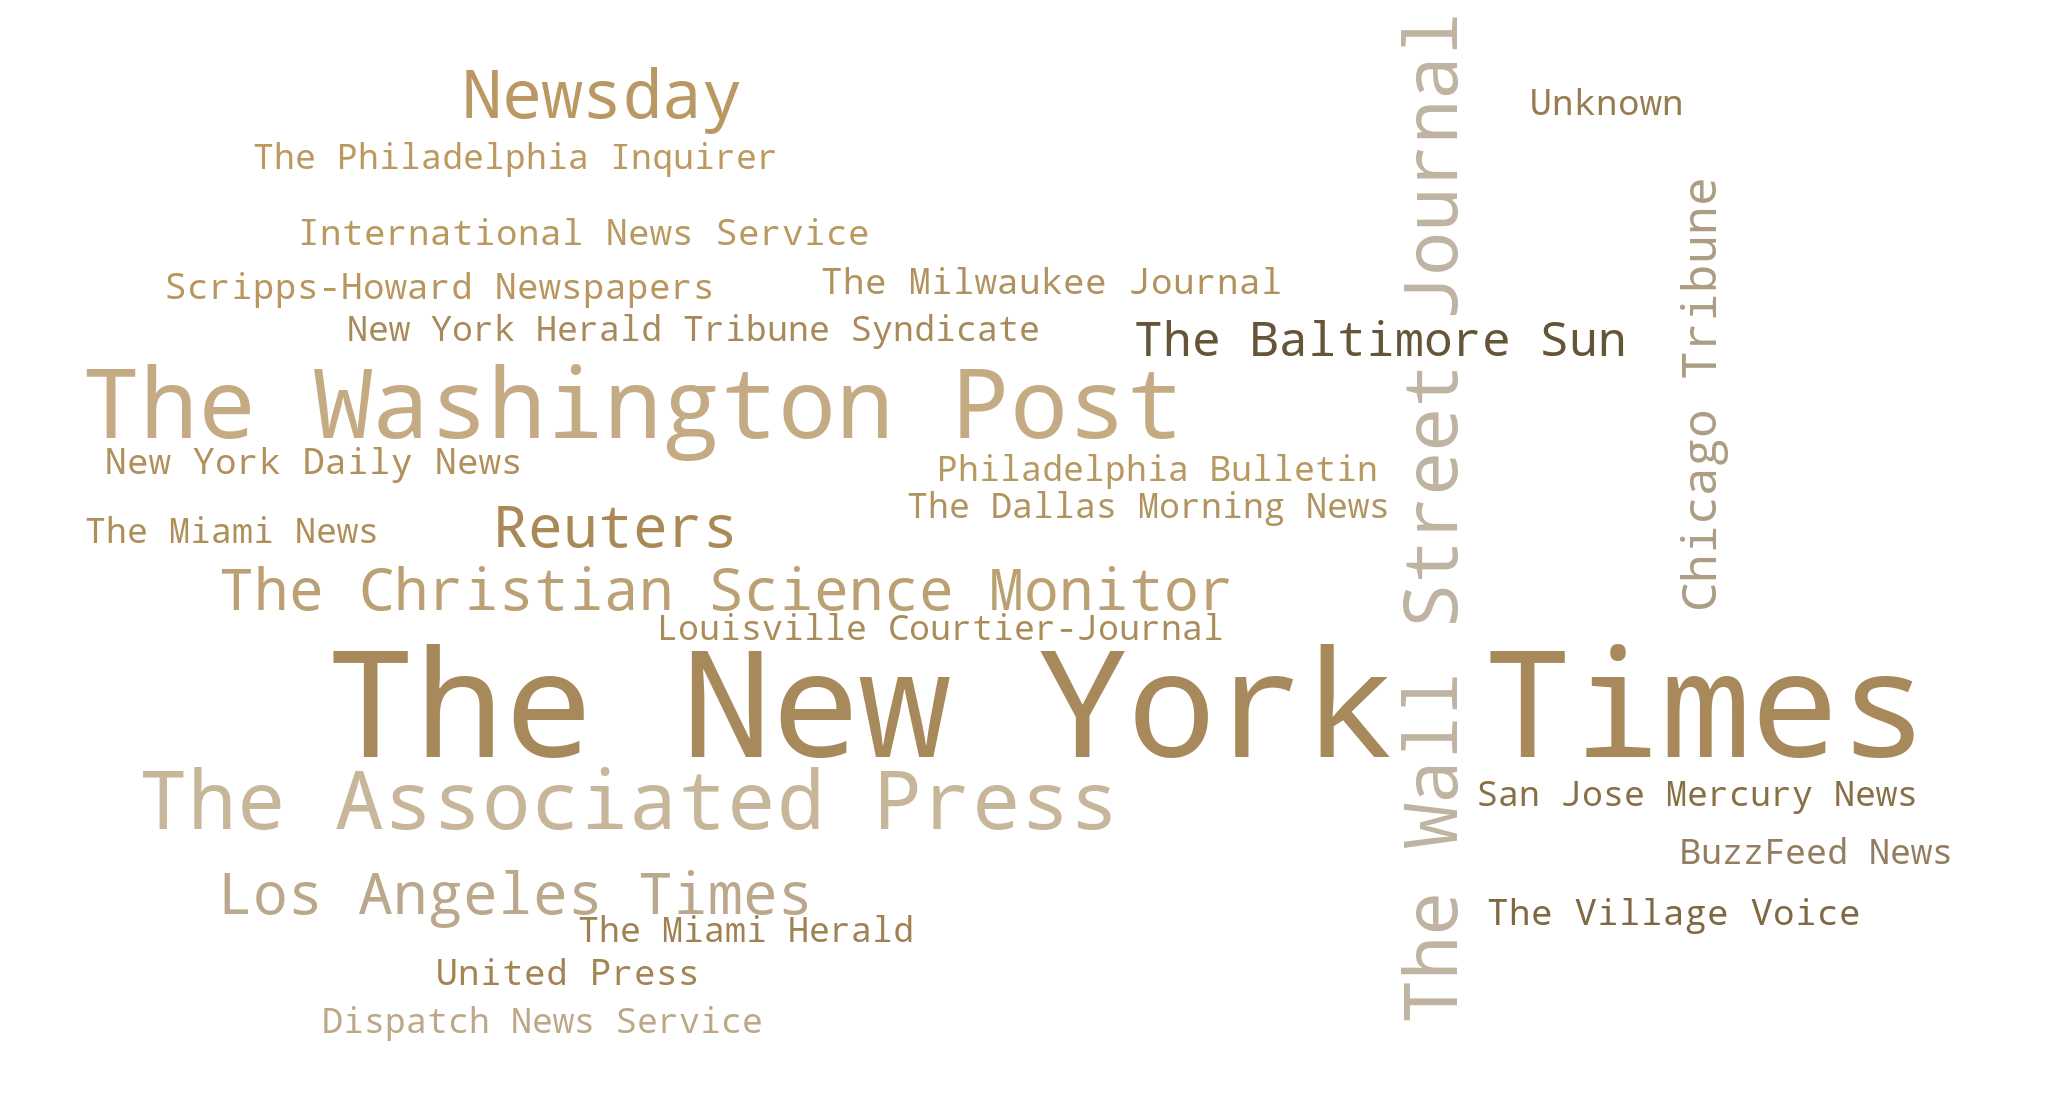 Newsday
The Philadelphia Inquirer
International News Service
Scripps-Howard Newspapers
The Milwaukee Journal
New York Herald Tribune Syndicate
The Baltimore Sun
The Washington Post
New York Daily News
Philadelphia Bulletin
The Dallas Morning News
The Miami News
Reuters
The Christian Science Monitor
Louisville Courtier-Journal
The New York Times
The Associated Press
Los Angeles Times
The Miami Herald
United Press
Dispatch News Service
The Wall Street Journal
Unknown
Chicago Tribune
San Jose Mercury News
BuzzFeed News
The Village Voice